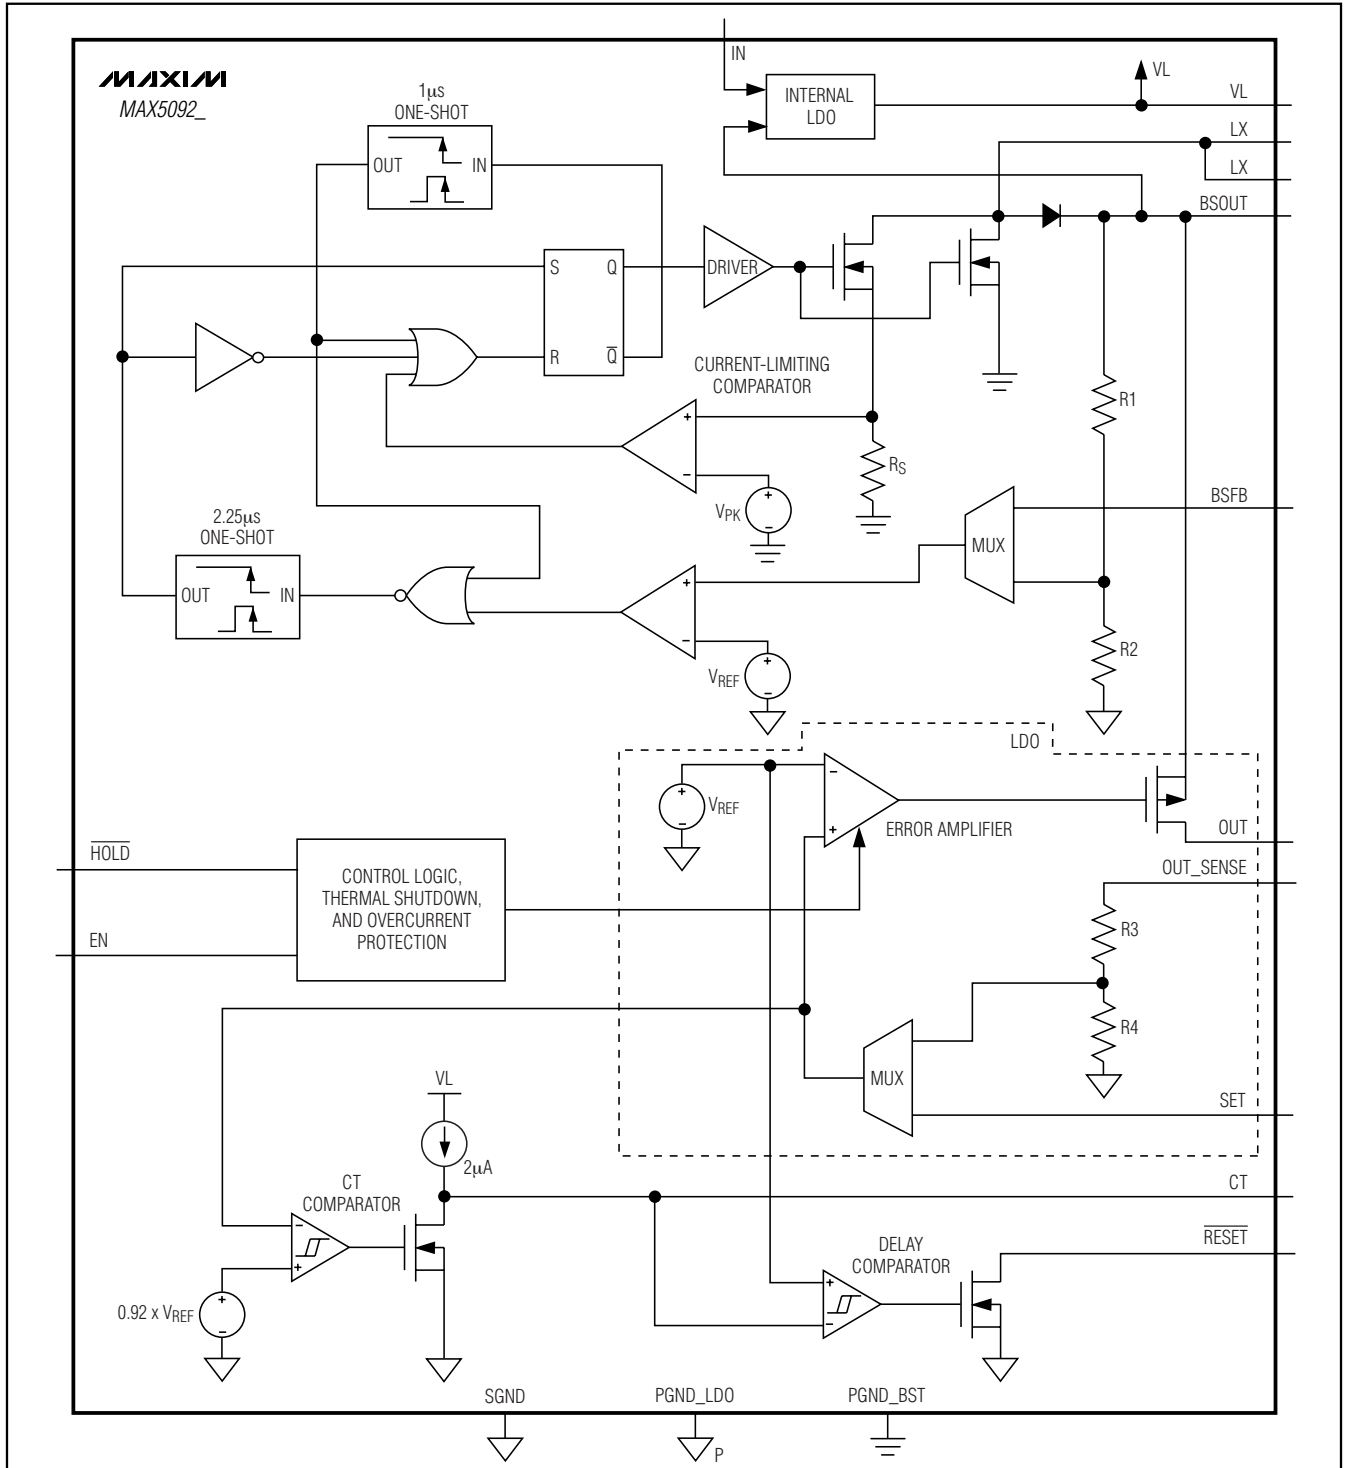 IN
MAXIM
MAX5092_
1µs
ONE-SHOT
OUT
IN
INTERNAL
LDO
VL
VL
LX
LX
BSOUT
S
Q
R
Q̅
DRIVER
CURRENT-LIMITING
COMPARATOR
+
−
RS
VPK
+
−
R1
BSFB
MUX
2.25µs
ONE-SHOT
OUT
IN
+
−
VREF
+
−
R2
LDO
VREF
+
−
−
+
ERROR AMPLIFIER
OUT
OUT_SENSE
H̅O̅L̅D̅
EN
CONTROL LOGIC,
THERMAL SHUTDOWN,
AND OVERCURRENT
PROTECTION
R3
R4
MUX
SET
VL
2µA
CT
CT
COMPARATOR
−
+
0.92 x VREF
+
−
DELAY
COMPARATOR
+
−
R̅E̅S̅E̅T̅
SGND
PGND_LDO
P
PGND_BST